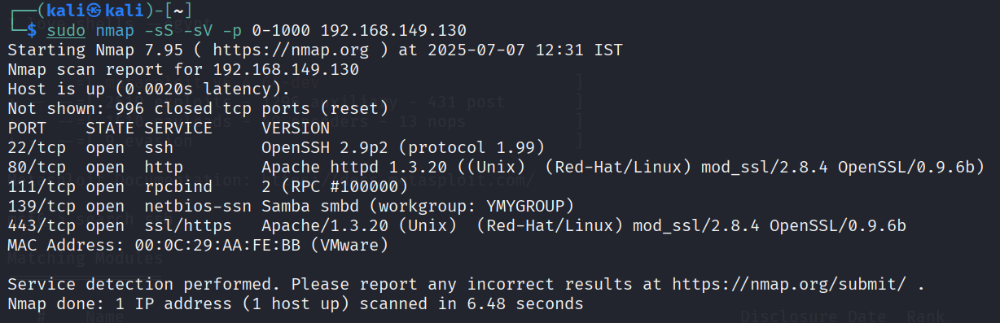 ┌──(kali㉿kali)-[~]
└─$ sudo nmap -sS -sV -p 0-1000 192.168.149.130
Starting Nmap 7.95 ( https://nmap.org ) at 2025-07-07 12:31 IST
Nmap scan report for 192.168.149.130
Host is up (0.0020s latency).
Not shown: 996 closed tcp ports (reset)
PORT    STATE SERVICE     VERSION
22/tcp  open  ssh         OpenSSH 2.9p2 (protocol 1.99)
80/tcp  open  http        Apache httpd 1.3.20 ((Unix)  (Red-Hat/Linux) mod_ssl/2.8.4 OpenSSL/0.9.6b)
111/tcp open  rpcbind     2 (RPC #100000)
139/tcp open  netbios-ssn Samba smbd (workgroup: YMYGROUP)
443/tcp open  ssl/https   Apache/1.3.20 (Unix)  (Red-Hat/Linux) mod_ssl/2.8.4 OpenSSL/0.9.6b
MAC Address: 00:0C:29:AA:FE:BB (VMware)
Matching Modules
Service detection performed. Please report any incorrect results at https://nmap.org/submit/ .
Nmap done: 1 IP address (1 host up) scanned in 6.48 seconds
#  Name  Disclosure Date  Rank